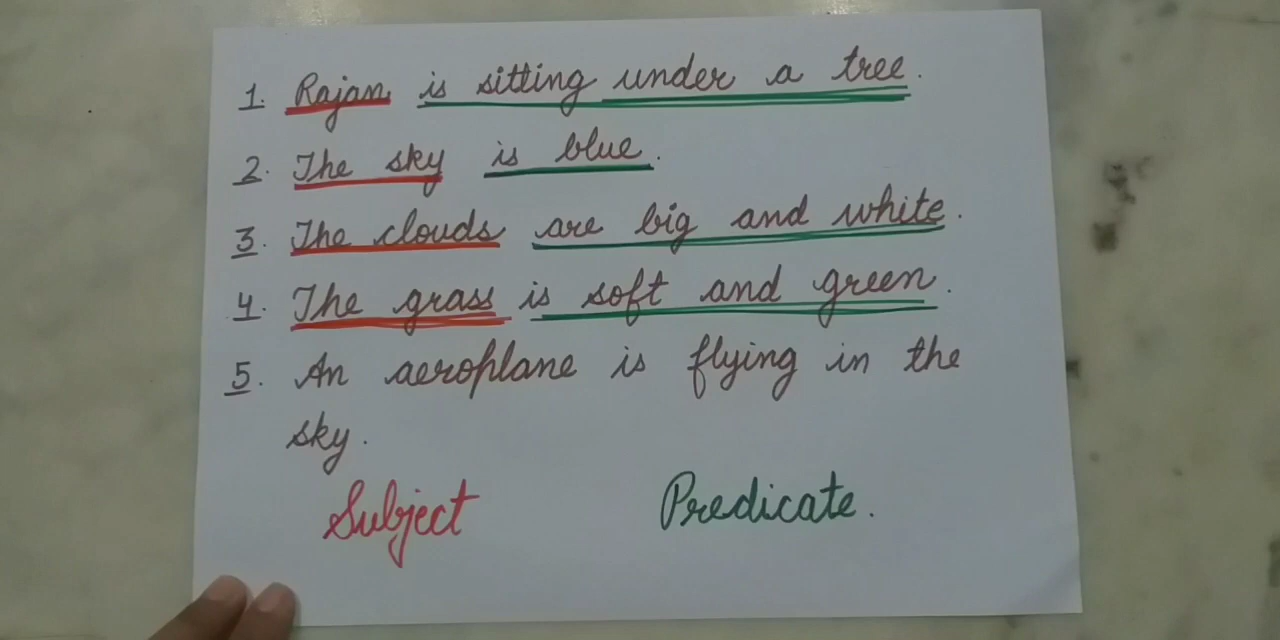 1. Rajan is sitting under a tree.
2. The sky is blue.
3. The clouds are big and white.
4. The grass is soft and green.
5. An aeroplane is flying in the
sky.
Subject Predicate.